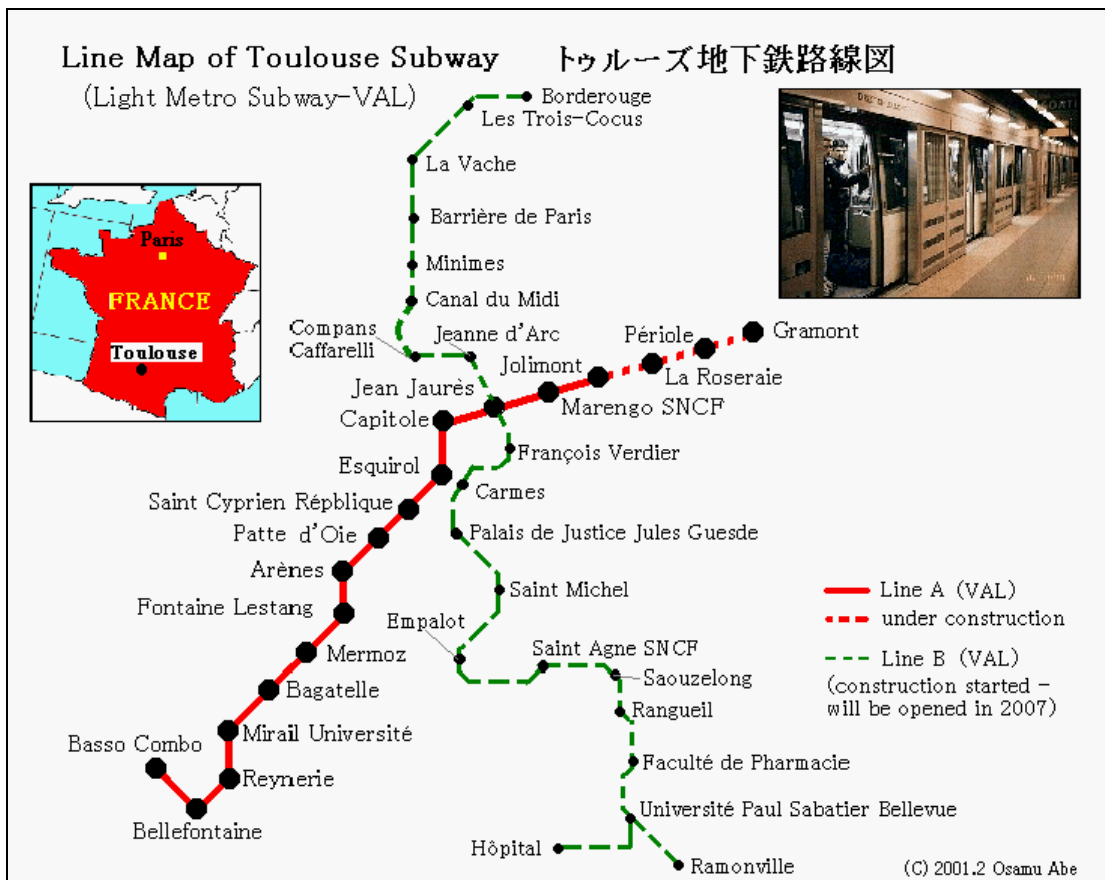 Line Map of Toulouse Subway トゥルーズ地下鉄路線図
(Light Metro Subway-VAL)
Borderouge
Les Trois-Cocus
La Vache
Barrière de Paris
Minimes
Canal du Midi
Compans
Caffarelli
Jeanne d'Arc
Jean Jaurès
Jolimont
Périole
Gramont
La Roseraie
Marengo SNCF
Capitole
François Verdier
Esquirol
Carmes
Saint Cyprien Répblique
Patte d'Oie
Palais de Justice Jules Guesde
Arènes
Saint Michel
Fontaine Lestang
Empalot
Mermoz
Saint Agne SNCF
Saouzelong
Bagatelle
Rangueil
Mirail Université
Basso Combo
Reynerie
Faculté de Pharmacie
Bellefontaine
Université Paul Sabatier Bellevue
Hôpital
Ramonville
Paris
FRANCE
Toulouse
Line A (VAL)
under construction
Line B (VAL)
(construction started -
will be opened in 2007)
(C) 2001.2 Osamu Abe